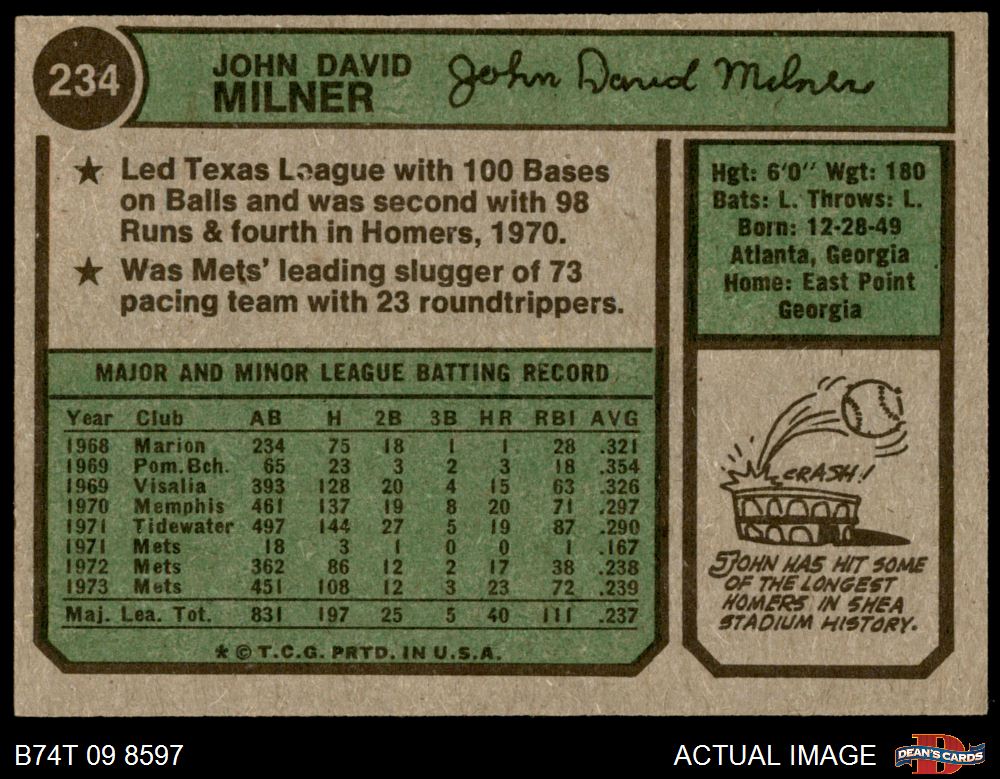 234
JOHN DAVID
MILNER
John David Milner
★ Led Texas League with 100 Bases
on Balls and was second with 98
Runs & fourth in Homers, 1970.
★ Was Mets' leading slugger of 73
pacing team with 23 roundtrippers.
Hgt: 6'0" Wgt: 180
Bats: L. Throws: L.
Born: 12-28-49
Atlanta, Georgia
Home: East Point
Georgia
MAJOR AND MINOR LEAGUE BATTING RECORD
Year Club AB H 2B 3B HR RBI AVG
1968 Marion 234 75 18 1 1 28 .321
1969 Pom.Bch. 65 23 3 2 3 18 .354
1969 Visalia 393 128 20 4 15 63 .326
1970 Memphis 461 137 19 8 20 71 .297
1971 Tidewater 497 144 27 5 19 87 .290
1971 Mets 18 3 1 0 0 1 .167
1972 Mets 362 86 12 2 17 38 .238
1973 Mets 451 108 12 3 23 72 .239
Maj. Lea. Tot. 831 197 25 5 40 111 .237
* © T.C.G. PRTD. IN U.S.A.
CRASH!
JOHN HAS HIT SOME
OF THE LONGEST
HOMERS IN SHEA
STADIUM HISTORY.
B74T 09 8597
ACTUAL IMAGE
DEAN'S CARDS